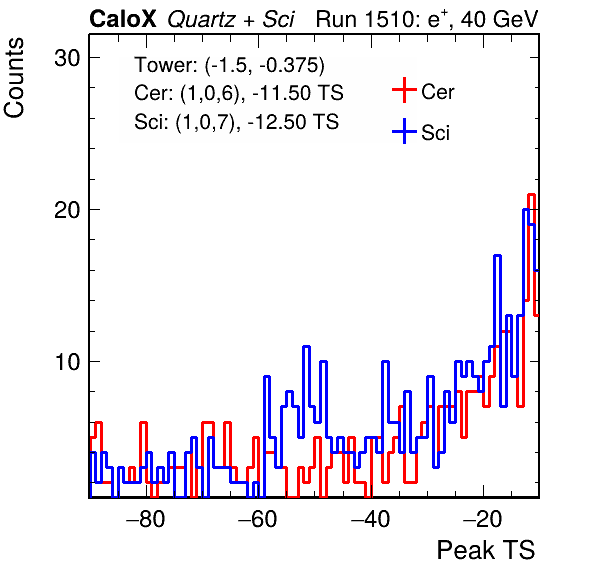 CaloX Quartz + Sci Run 1510: e+, 40 GeV
Counts
Tower: (-1.5, -0.375)
Cer: (1,0,6), -11.50 TS
Sci: (1,0,7), -12.50 TS
Cer
Sci
30
20
10
−80 −60 −40 −20
Peak TS